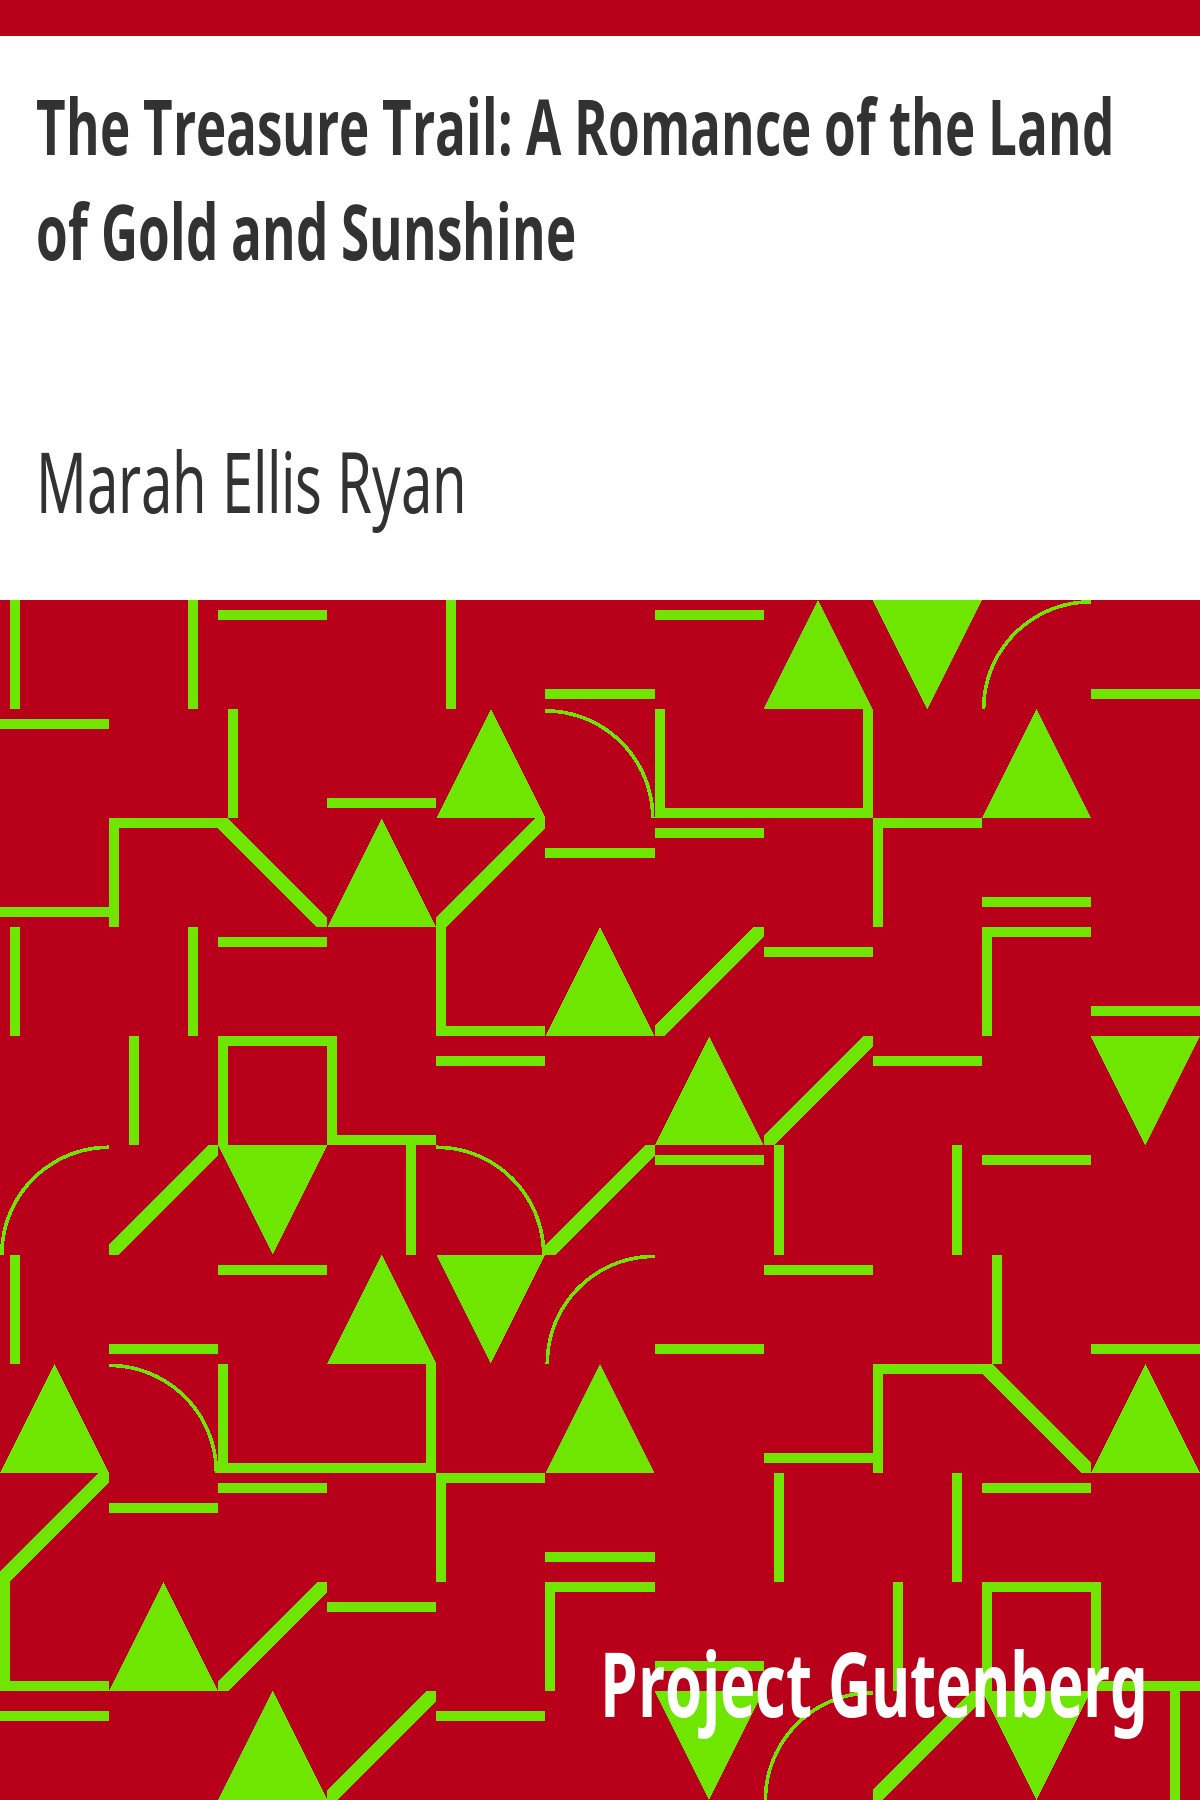 The Treasure Trail: A Romance of the Land
of Gold and Sunshine
Marah Ellis Ryan
Project Gutenberg